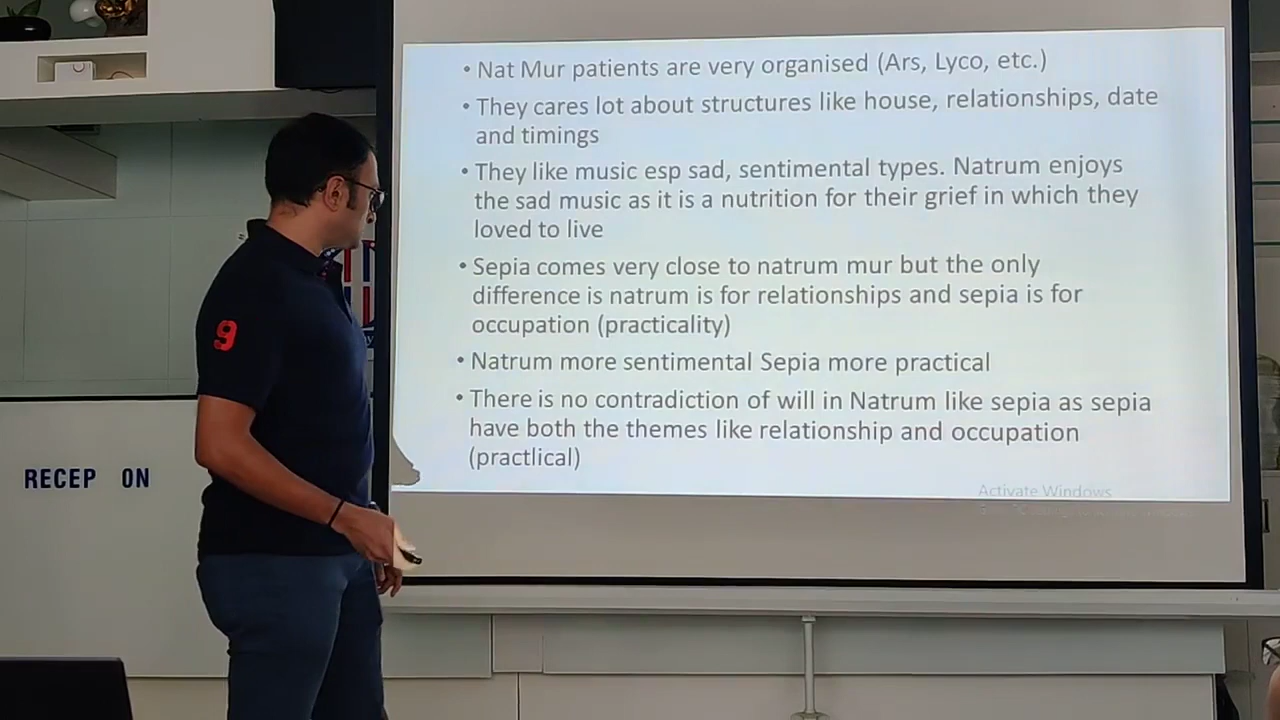 • Nat Mur patients are very organised (Ars, Lyco, etc.)
• They cares lot about structures like house, relationships, date
and timings
• They like music esp sad, sentimental types. Natrum enjoys
the sad music as it is a nutrition for their grief in which they
loved to live
• Sepia comes very close to natrum mur but the only
difference is natrum is for relationships and sepia is for
occupation (practicality)
• Natrum more sentimental Sepia more practical
• There is no contradiction of will in Natrum like sepia as sepia
have both the themes like relationship and occupation
(practlical)
Activate Windows
9
RECEP ON